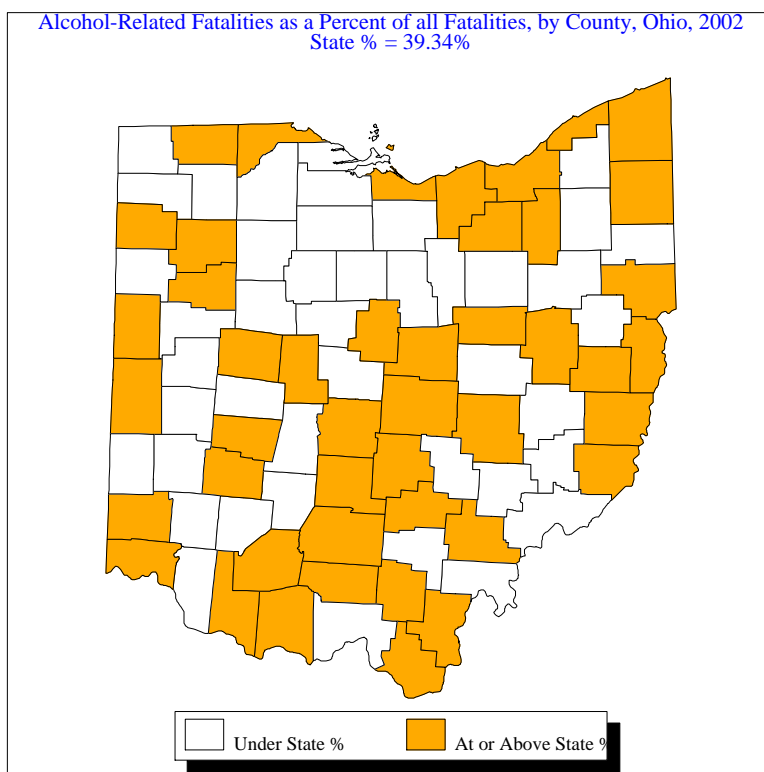 Alcohol-Related Fatalities as a Percent of all Fatalities, by County, Ohio, 2002
State % = 39.34%
Under State %
At or Above State %